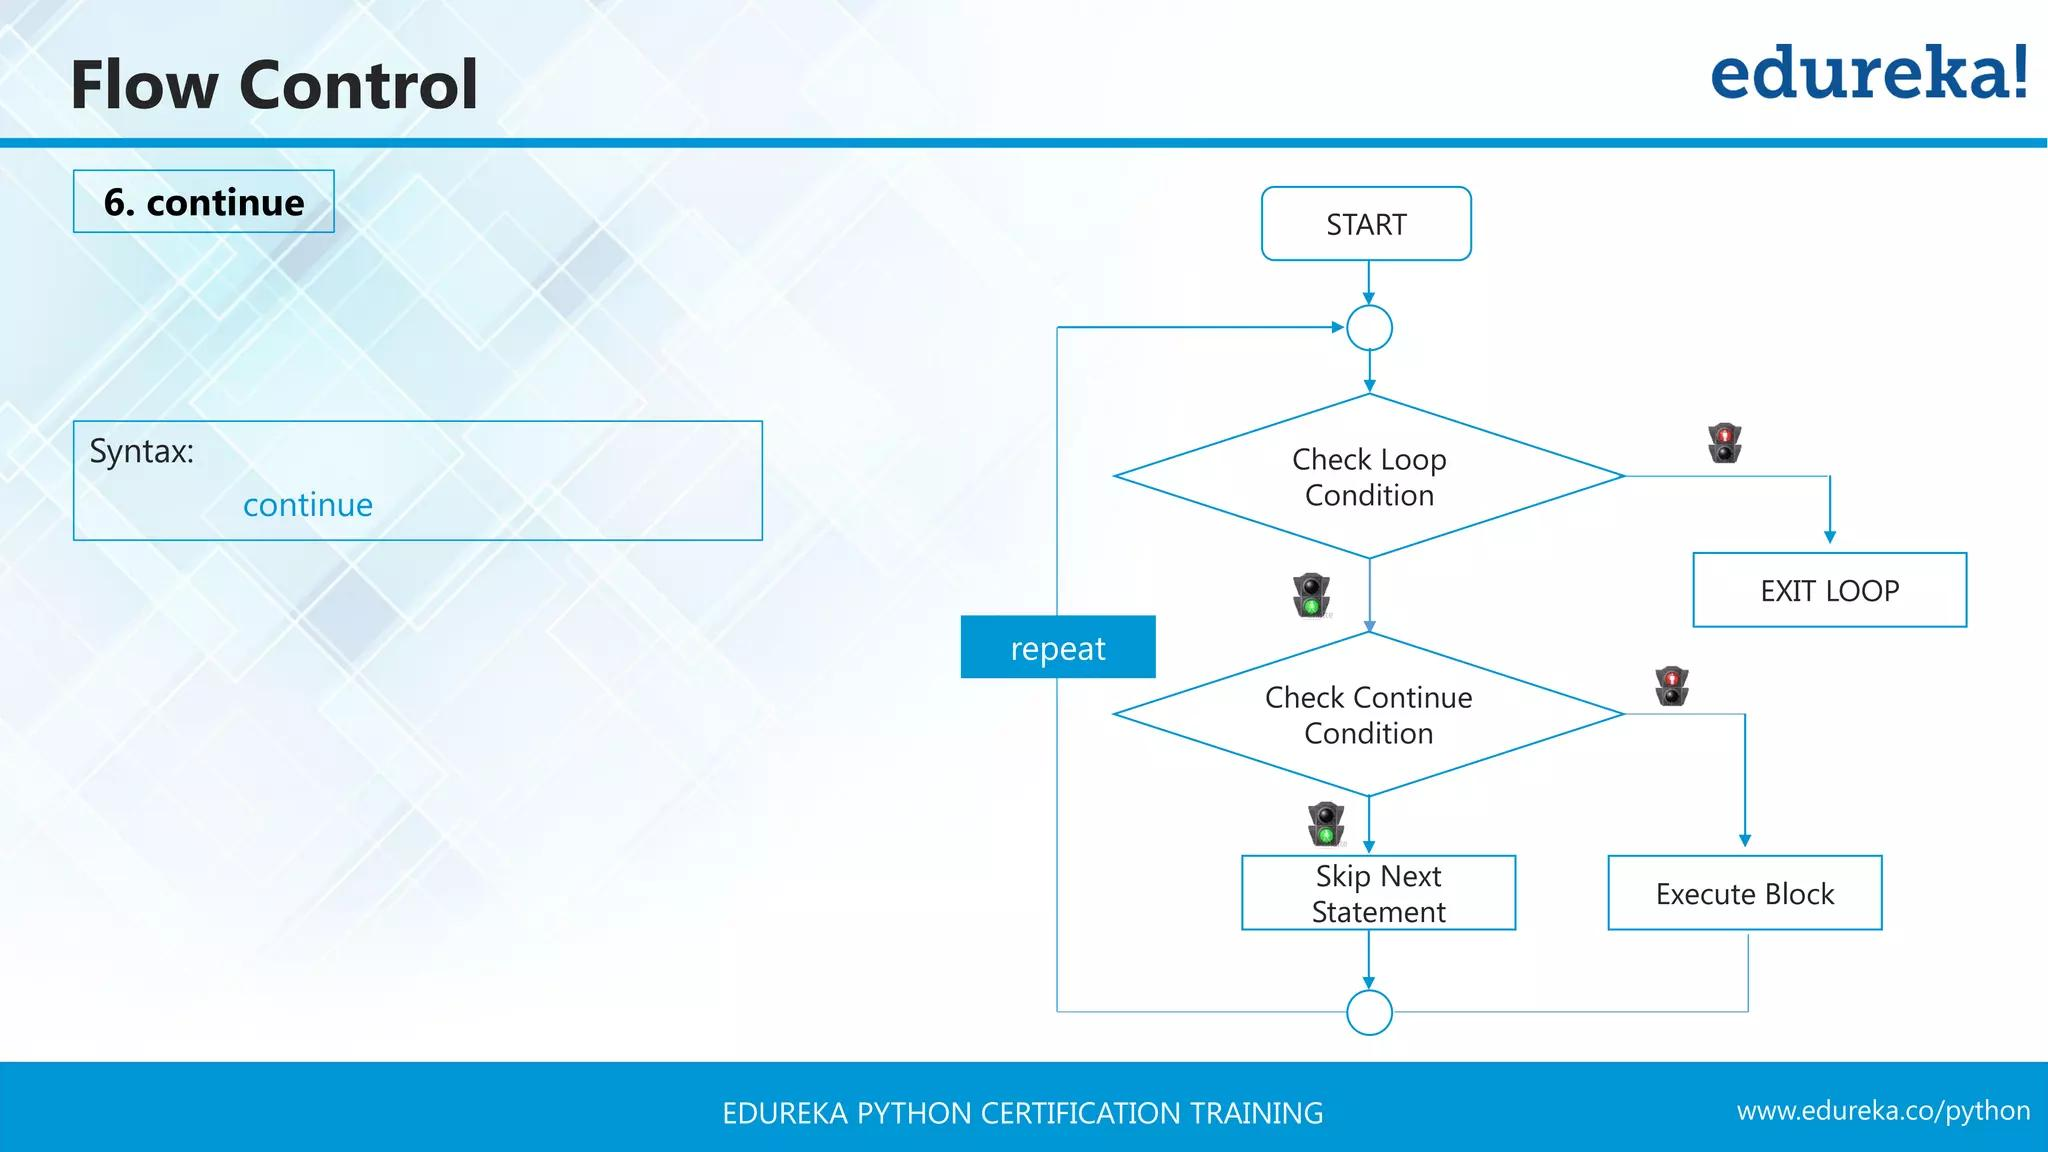 Flow Control
edureka!
6. continue
Syntax:
continue
START
Check Loop
Condition
EXIT LOOP
repeat
Check Continue
Condition
Skip Next
Statement
Execute Block
EDUREKA PYTHON CERTIFICATION TRAINING
www.edureka.co/python